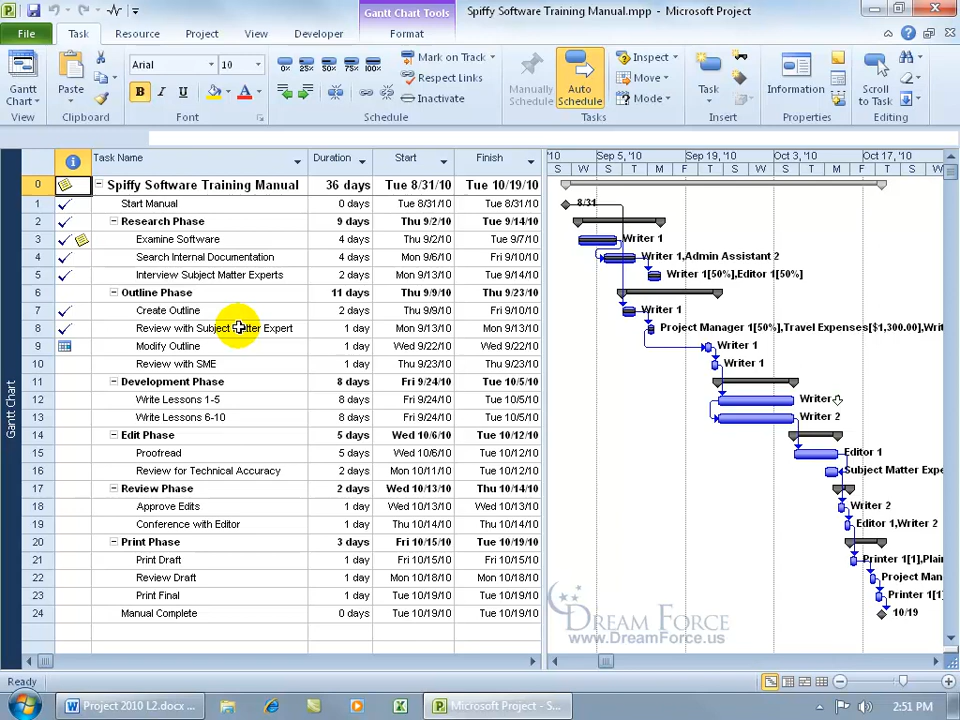 Gantt Chart Tools
Spiffy Software Training Manual.mpp - Microsoft Project
File Task Resource Project View Developer Format
Gantt Chart
Paste
Arial 10
B I U A
0% 25% 50% 75% 100%
Mark on Track
Respect Links
Inactivate
Manually Schedule
Auto Schedule
Inspect
Move
Mode
Task
Information
Scroll to Task
View Clipboard Font Schedule Tasks Insert Properties Editing
Task Name Duration Start Finish
'10 Sep 5, '10 Sep 19, '10 Oct 3, '10 Oct 17, '10
S W S T M F T S W S T M F T S W
0 Spiffy Software Training Manual 36 days Tue 8/31/10 Tue 10/19/10
1 Start Manual 0 days Tue 8/31/10 Tue 8/31/10 8/31
2 Research Phase 9 days Thu 9/2/10 Tue 9/14/10
3 Examine Software 4 days Thu 9/2/10 Tue 9/7/10 Writer 1
4 Search Internal Documentation 4 days Mon 9/6/10 Fri 9/10/10 Writer 1,Admin Assistant 2
5 Interview Subject Matter Experts 2 days Mon 9/13/10 Tue 9/14/10 Writer 1[50%],Editor 1[50%]
6 Outline Phase 11 days Thu 9/9/10 Thu 9/23/10
7 Create Outline 2 days Thu 9/9/10 Fri 9/10/10 Writer 1
8 Review with Subject Matter Expert 1 day Mon 9/13/10 Mon 9/13/10 Project Manager 1[50%],Travel Expenses[$1,300.00],Writ
9 Modify Outline 1 day Wed 9/22/10 Wed 9/22/10 Writer 1
10 Review with SME 1 day Thu 9/23/10 Thu 9/23/10 Writer 1
11 Development Phase 8 days Fri 9/24/10 Tue 10/5/10
12 Write Lessons 1-5 8 days Fri 9/24/10 Tue 10/5/10 Writer
13 Write Lessons 6-10 8 days Fri 9/24/10 Tue 10/5/10 Writer 2
14 Edit Phase 5 days Wed 10/6/10 Tue 10/12/10
15 Proofread 5 days Wed 10/6/10 Tue 10/12/10 Editor 1
16 Review for Technical Accuracy 2 days Mon 10/11/10 Tue 10/12/10 Subject Matter Expe
17 Review Phase 2 days Wed 10/13/10 Thu 10/14/10
18 Approve Edits 1 day Wed 10/13/10 Wed 10/13/10 Writer 2
19 Conference with Editor 1 day Thu 10/14/10 Thu 10/14/10 Editor 1,Writer 2
20 Print Phase 3 days Fri 10/15/10 Tue 10/19/10
21 Print Draft 1 day Fri 10/15/10 Fri 10/15/10 Printer 1[1],Plai
22 Review Draft 1 day Mon 10/18/10 Mon 10/18/10 Project Man
23 Print Final 1 day Tue 10/19/10 Tue 10/19/10 Printer 1[1]
24 Manual Complete 0 days Tue 10/19/10 Tue 10/19/10 10/19
Gantt Chart
DREAM FORCE
www.DreamForce.us
Ready
Project 2010 L2.docx ...
Microsoft Project - S...
2:51 PM